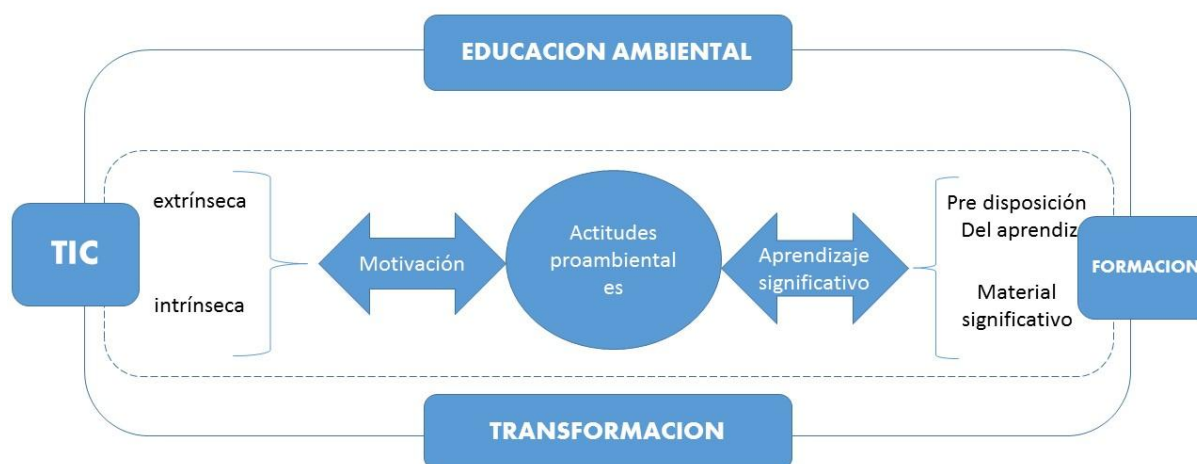 EDUCACION AMBIENTAL
TIC
extrínseca
intrínseca
Motivación
Actitudes
proambiental
es
Aprendizaje
significativo
Pre disposición
Del aprendiz
Material
significativo
FORMACION
TRANSFORMACION